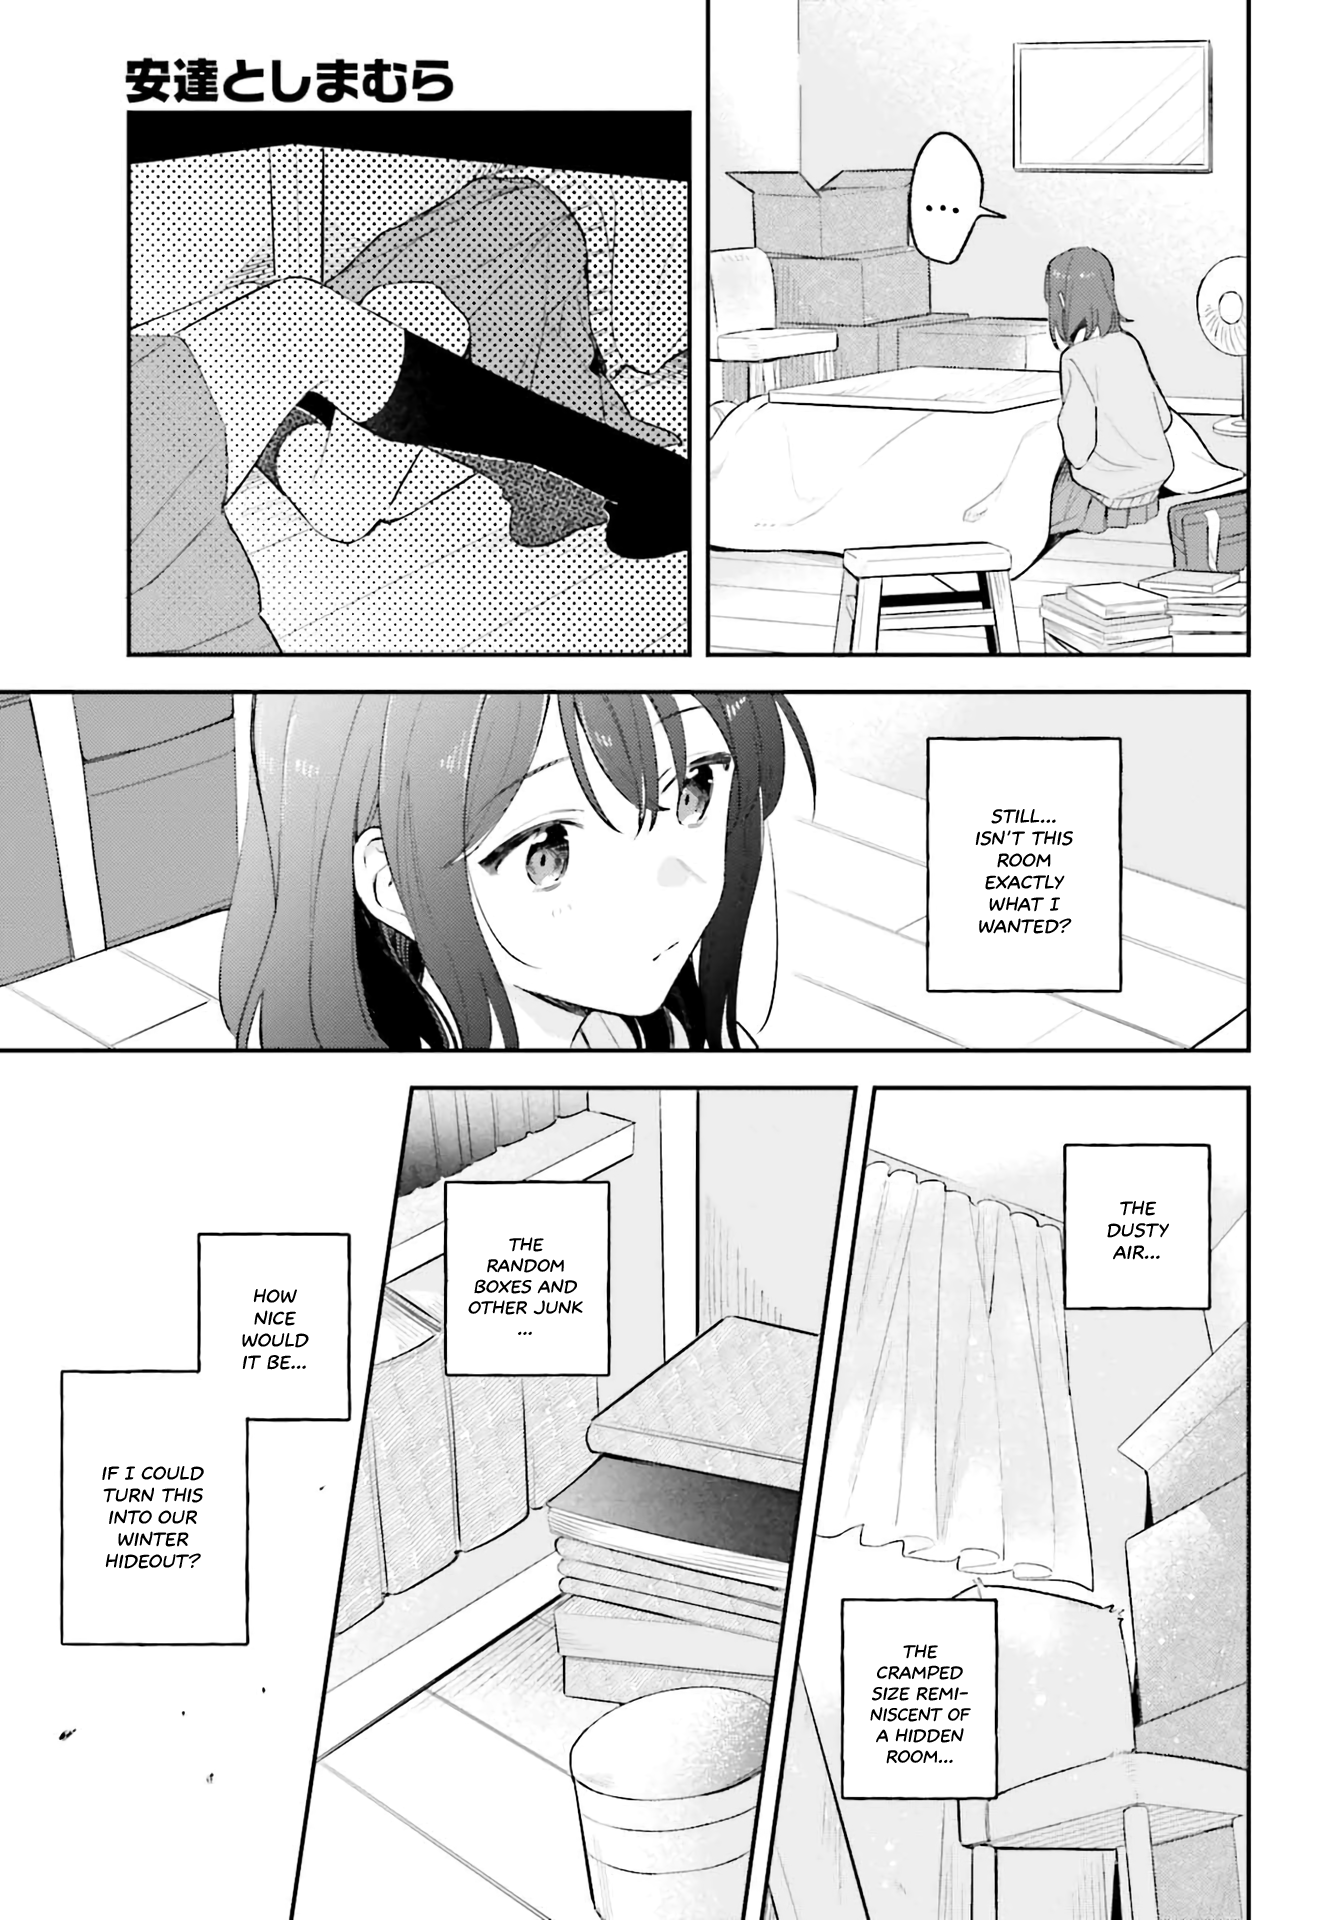 安達としまむら
...
STILL...
ISN'T THIS
ROOM
EXACTLY
WHAT I
WANTED?
THE
DUSTY
AIR...
THE
CRAMPED
SIZE REMI-
NISCENT OF
A HIDDEN
ROOM...
THE
RANDOM
BOXES AND
OTHER JUNK
...
HOW
NICE
WOULD
IT BE...
IF I COULD
TURN THIS
INTO OUR
WINTER
HIDEOUT?